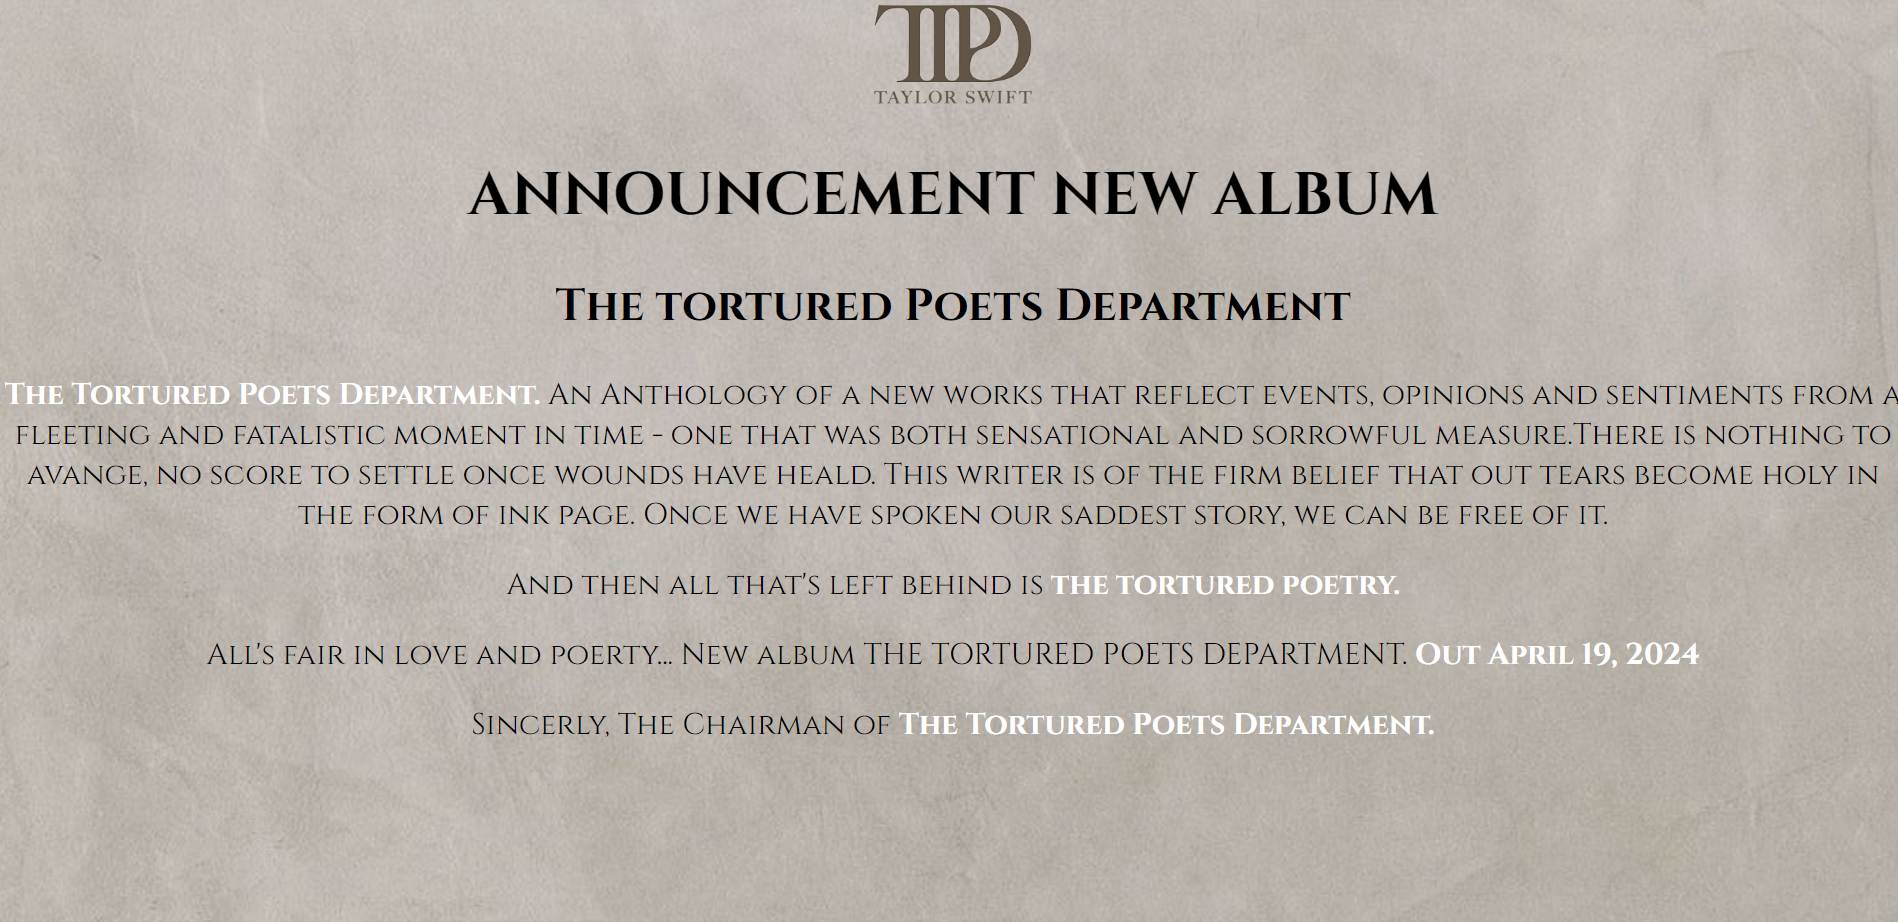 TTPD
TAYLOR SWIFT
ANNOUNCEMENT NEW ALBUM
The tortured Poets Department
The Tortured Poets Department. An Anthology of a new works that reflect events, opinions and sentiments from a
fleeting and fatalistic moment in time - one that was both sensational and sorrowful measure.There is nothing to
avange, no score to settle once wounds have heald. This writer is of the firm belief that out tears become holy in
the form of ink page. Once we have spoken our saddest story, we can be free of it.
And then all that's left behind is the tortured poetry.
All's fair in love and poerty... New album THE TORTURED POETS DEPARTMENT. Out April 19, 2024
Sincerly, The Chairman of The Tortured Poets Department.